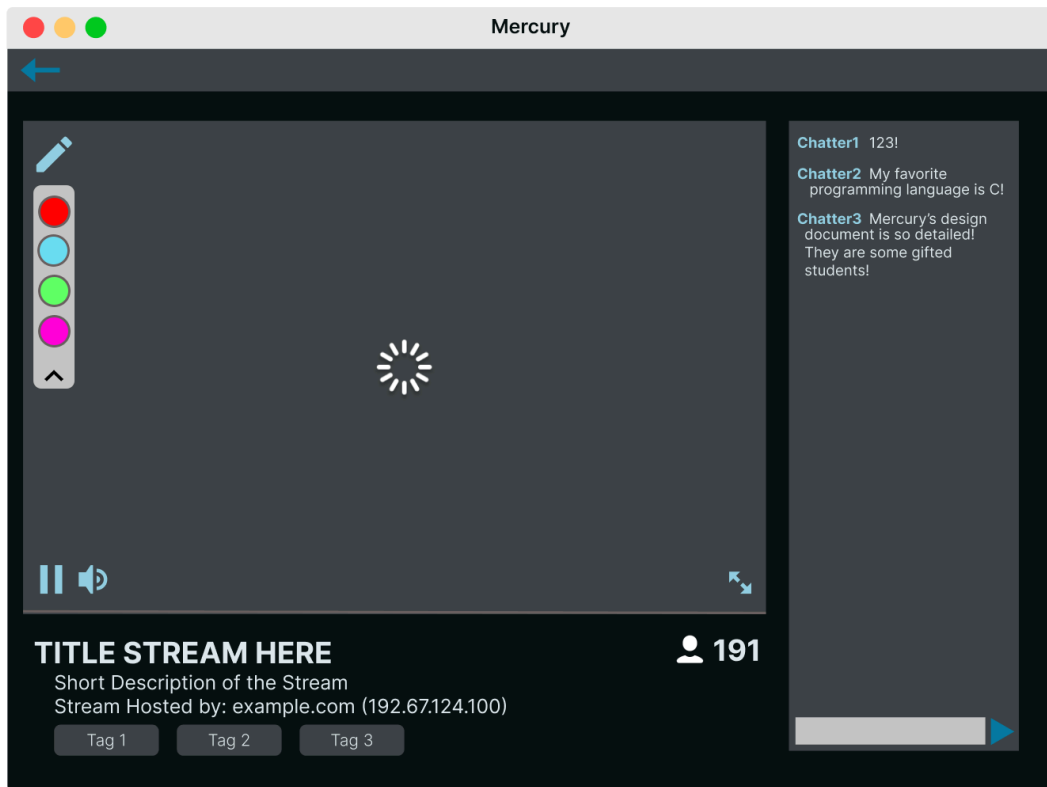 Mercury
Chatter1 123!
Chatter2 My favorite
programming language is C!
Chatter3 Mercury's design
document is so detailed!
They are some gifted
students!
TITLE STREAM HERE
191
Short Description of the Stream
Stream Hosted by: example.com (192.67.124.100)
Tag 1
Tag 2
Tag 3